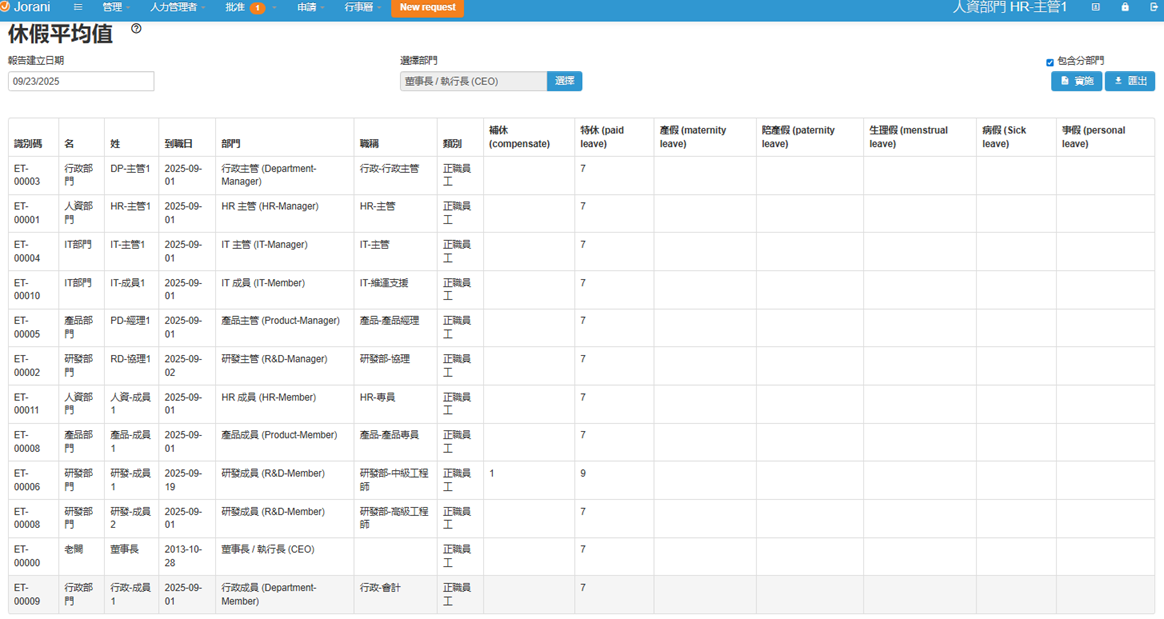 Jorani 管理 人力管理者 批准 1 申請 行事曆 New request 人資部門 HR-主管1
休假平均值
報告建立日期 選擇部門 包含分部門
09/23/2025 董事長 / 執行長 (CEO) 選擇 實施 匯出
補休 特休 (paid 產假 (maternity 陪產假 (paternity 生理假 (menstrual 病假 (Sick 事假 (personal
識別碼 名 姓 到職日 部門 職稱 類別 (compensate) leave) leave) leave) leave) leave) leave)
ET- 行政部 DP-主管1 2025-09- 行政主管 (Department- 行政-行政主管 正職員 7
00003 門 01 Manager) 工
ET- 人資部 HR-主管1 2025-09- HR 主管 (HR-Manager) HR-主管 正職員 7
00001 門 01 工
ET- IT部門 IT-主管1 2025-09- IT 主管 (IT-Manager) IT-主管 正職員 7
00004 01 工
ET- IT部門 IT-成員1 2025-09- IT 成員 (IT-Member) IT-維運支援 正職員 7
00010 01 工
ET- 產品部 PD-經理1 2025-09- 產品主管 (Product-Manager) 產品-產品經理 正職員 7
00005 門 01 工
ET- 研發部 RD-協理1 2025-09- 研發主管 (R&D-Manager) 研發部-協理 正職員 7
00002 門 02 工
ET- 人資部 人資-成員 2025-09- HR 成員 (HR-Member) HR-專員 正職員 7
00011 門 1 01 工
ET- 產品部 產品-成員 2025-09- 產品成員 (Product-Member) 產品-產品專員 正職員 7
00008 門 1 01 工
ET- 研發部 研發-成員 2025-09- 研發成員 (R&D-Member) 研發部-中級工程 正職員 1 9
00006 門 1 19 師 工
ET- 研發部 研發-成員 2025-09- 研發成員 (R&D-Member) 研發部-高級工程 正職員 7
00008 門 2 01 師 工
ET- 老闆 董事長 2013-10- 董事長 / 執行長 (CEO) 正職員 7
00000 28 工
ET- 行政部 行政-成員 2025-09- 行政成員 (Department- 行政-會計 正職員 7
00009 門 1 01 Member) 工